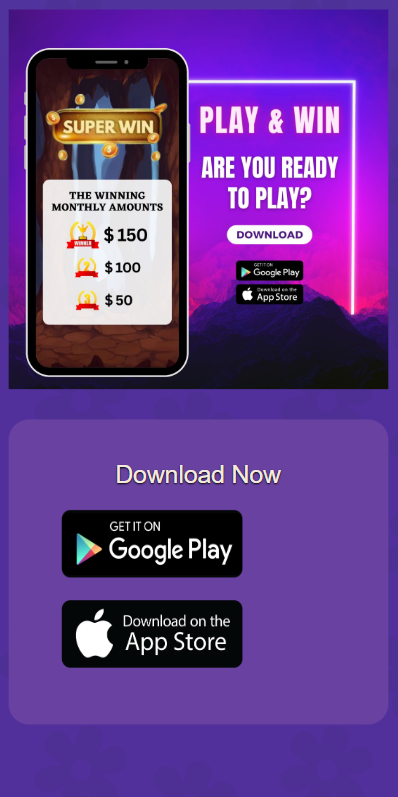 SUPER WIN
THE WINNING
MONTHLY AMOUNTS
WINNER
$ 150
2
$ 100
3
$ 50
PLAY & WIN
ARE YOU READY
TO PLAY?
DOWNLOAD
GET IT ON
Google Play
Download on the
App Store
Download Now
GET IT ON
Google Play
Download on the
App Store